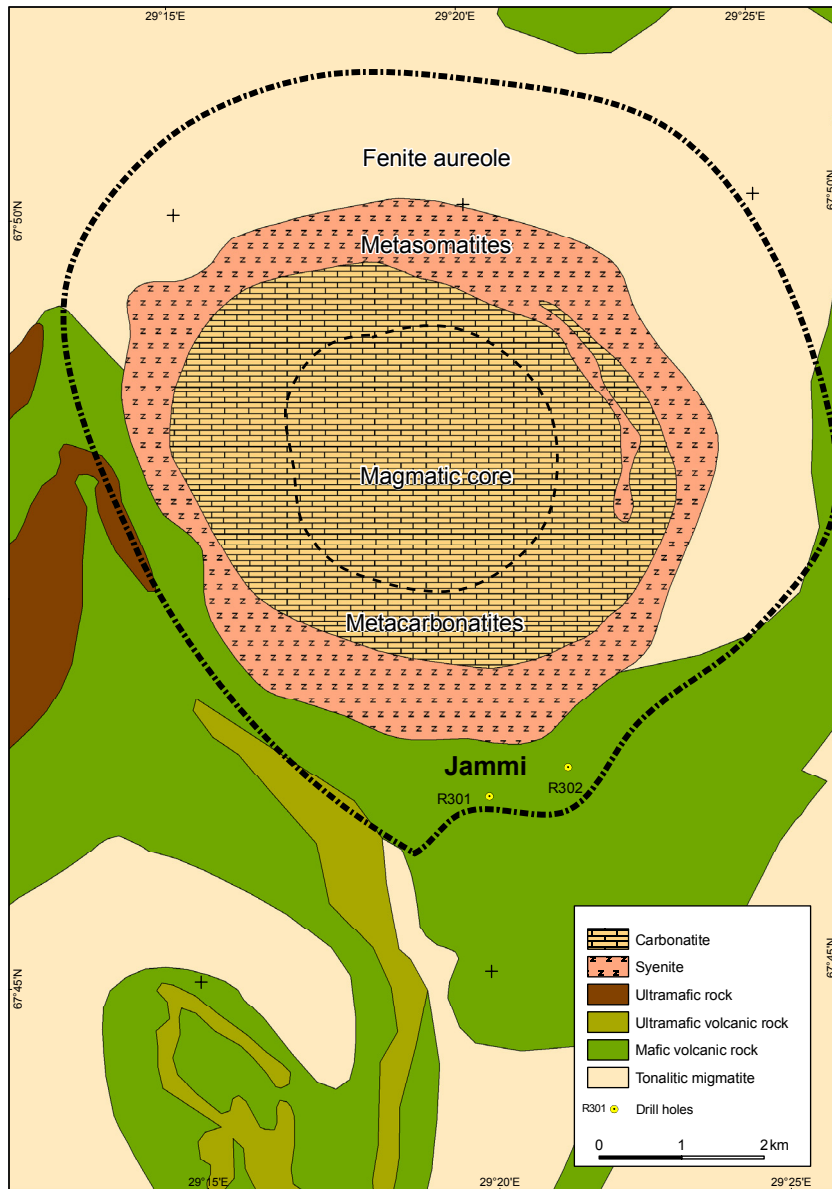 29°15'E
29°20'E
29°25'E
Fenite aureole
67°50'N
67°50'N
Metasomatites
Magmatic core
Metacarbonatites
Jammi
R302
R301
Carbonatite
Syenite
Ultramafic rock
Ultramafic volcanic rock
Mafic volcanic rock
Tonalitic migmatite
R301 Drill holes
0 1 2 km
67°45'N
67°45'N
29°15'E
29°20'E
29°25'E